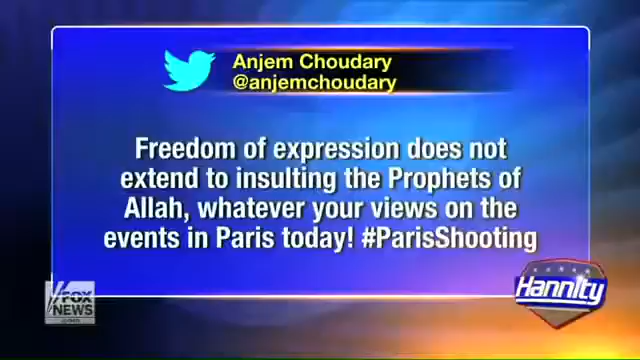 Anjem Choudary
@anjemchoudary
Freedom of expression does not
extend to insulting the Prophets of
Allah, whatever your views on the
events in Paris today! #ParisShooting
Hannity
FOX
NEWS